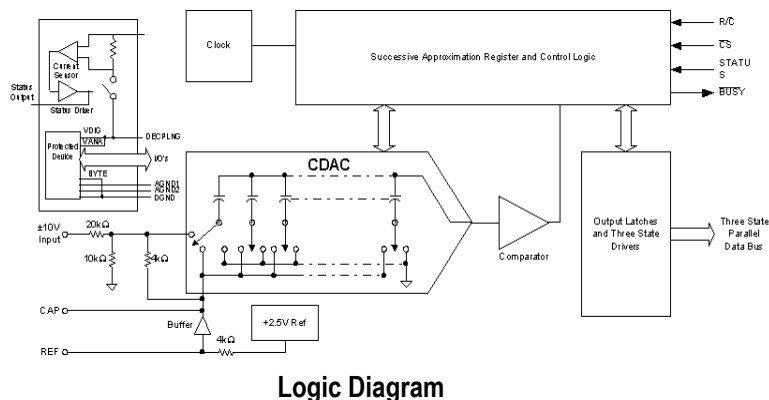 Clock
Successive Approximation Register and Control Logic
R/C
CS
STATU
S
BUSY
Current
Sensor
Status
Output
Status Driver
VDIG
VANA
DECPLNG
Protected
Device
I/O's
BYTE
AGND1
AGND2
DGND
CDAC
±10V
Input
20kΩ
10kΩ
4kΩ
Comparator
Output Latches
and Three State
Drivers
Three State
Parallel
Data Bus
CAP
Buffer
+2.5V Ref
4kΩ
REF
Logic Diagram